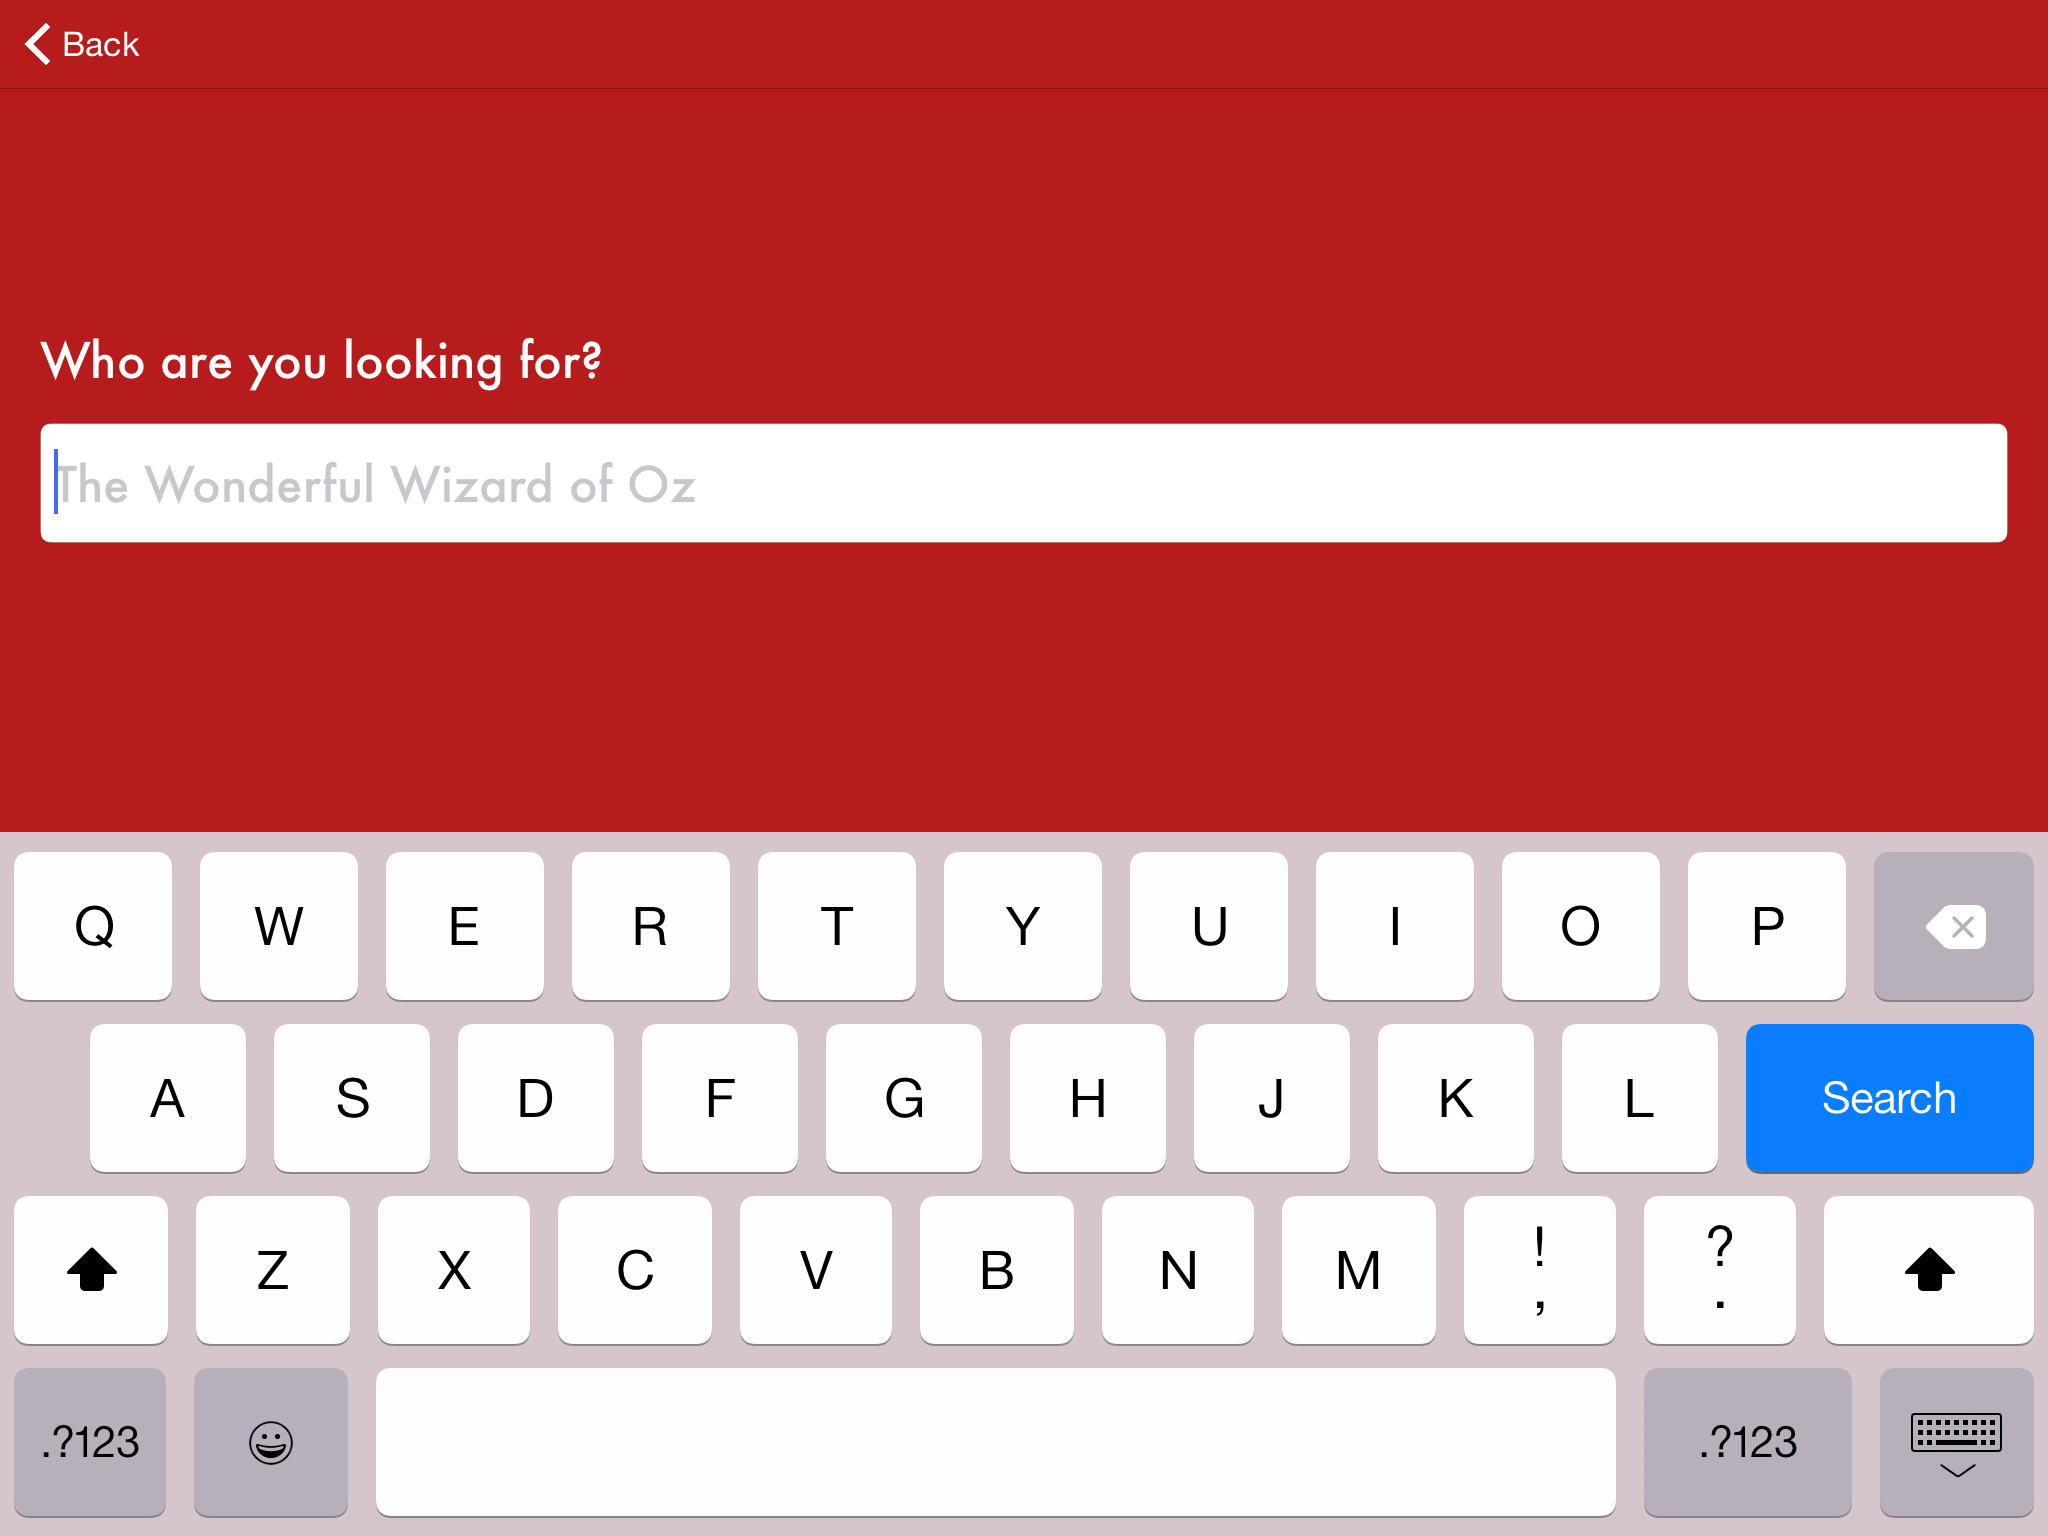 Back
Who are you looking for?
The Wonderful Wizard of Oz
Q W E R T Y U I O P
A S D F G H J K L Search
Z X C V B N M ! ?
, .
.?123 .?123